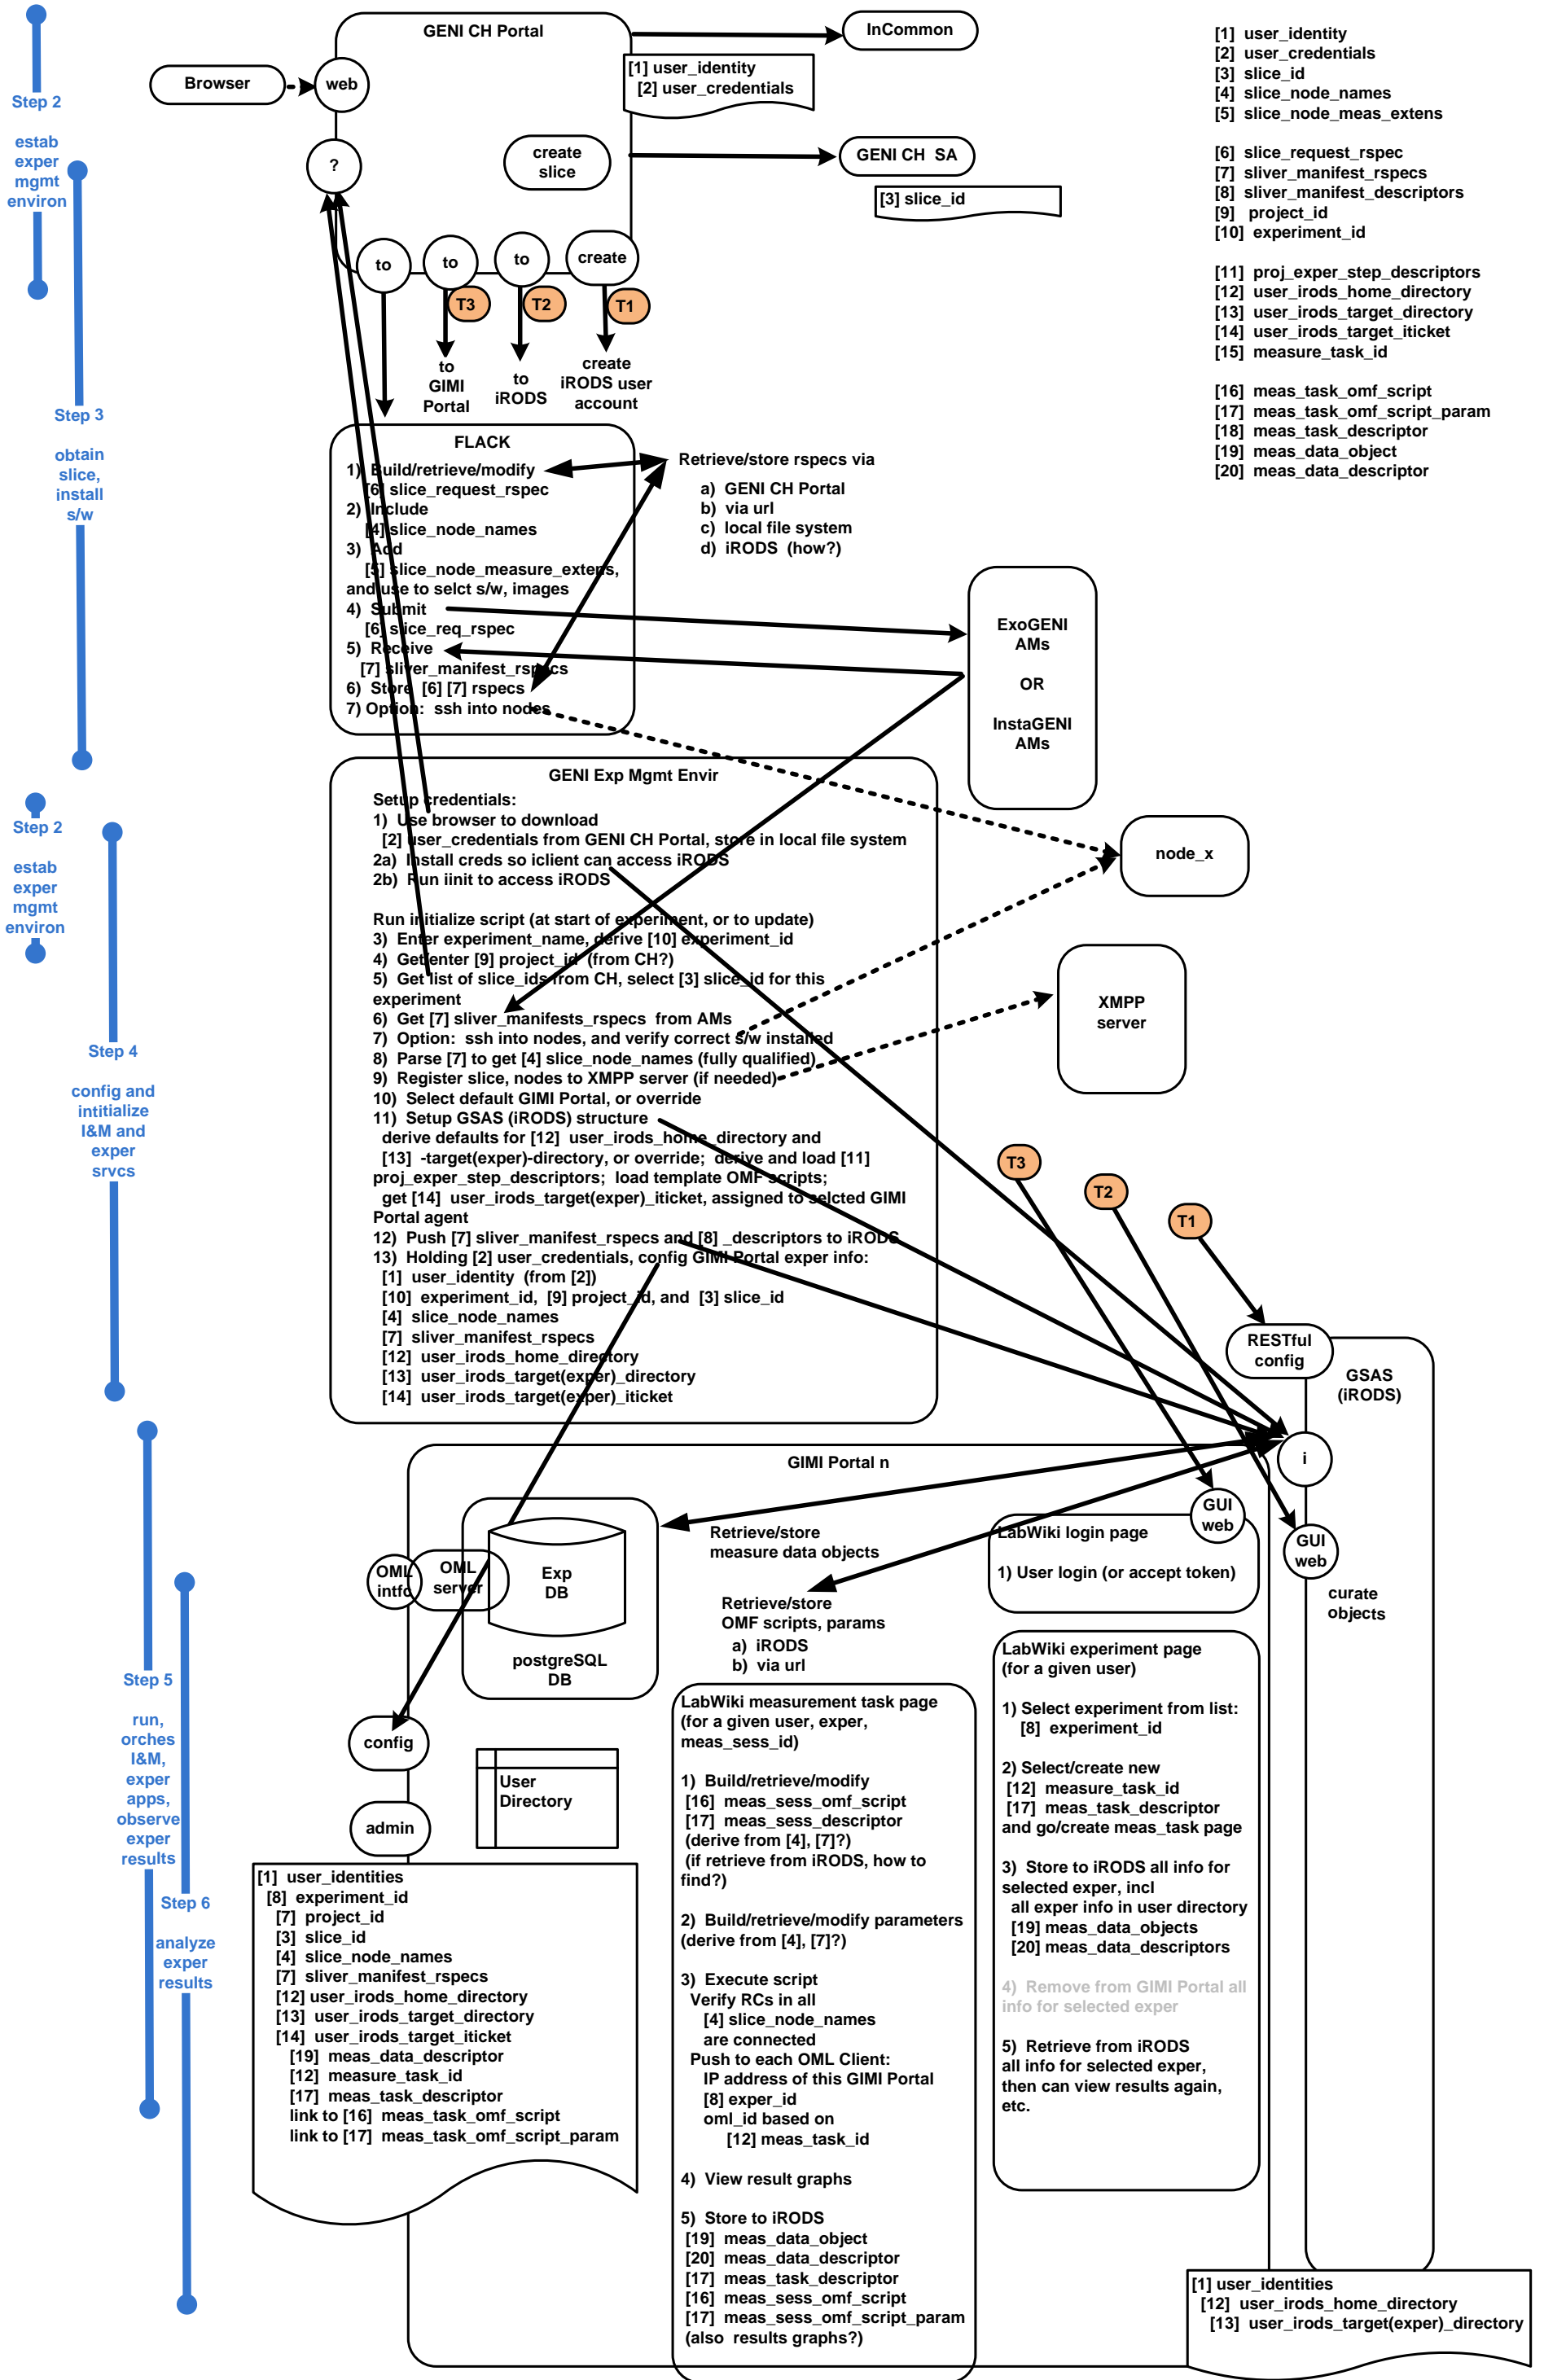 GENI CH Portal
InCommon
Browser
web
[1] user_identity
[2] user_credentials
?
create
slice
GENI CH  SA
[3] slice_id
to
to
to
create
T3
T2
T1
to
GIMI
Portal
to
iRODS
create
iRODS user
account
[1]  user_identity
[2]  user_credentials
[3]  slice_id
[4]  slice_node_names
[5]  slice_node_meas_extens
[6]  slice_request_rspec
[7]  sliver_manifest_rspecs
[8]  sliver_manifest_descriptors
[9]   project_id
[10]  experiment_id
[11]  proj_exper_step_descriptors
[12]  user_irods_home_directory
[13]  user_irods_target_directory
[14]  user_irods_target_iticket
[15]  measure_task_id
[16]  meas_task_omf_script
[17]  meas_task_omf_script_param
[18]  meas_task_descriptor
[19]  meas_data_object
[20]  meas_data_descriptor
Step 2
estab
exper
mgmt
environ
Step 3
obtain
slice,
install
s/w
FLACK
1)  Build/retrieve/modify
[6] slice_request_rspec
2)  Include
[4] slice_node_names
3)  Add
[5] slice_node_measure_extens,
and use to selct s/w, images
4)  Submit
[6] slice_req_rspec
5)  Receive
[7] sliver_manifest_rspecs
6)  Store  [6] [7] rspecs
7) Option:  ssh into nodes
Retrieve/store rspecs via
a)  GENI CH Portal
b)  via url
c)  local file system
d)  iRODS  (how?)
ExoGENI
AMs
OR
InstaGENI
AMs
node_x
XMPP
server
Step 2
estab
exper
mgmt
environ
Step 4
config and
intitialize
I&M and
exper
srvcs
GENI Exp Mgmt Envir
Setup credentials:
1)  Use browser to download
[2] user_credentials from GENI CH Portal, store in local file system
2a)  Install creds so iclient can access iRODS
2b)  Run iinit to access iRODS
Run initialize script (at start of experiment, or to update)
3)  Enter experiment_name, derive [10] experiment_id
4)  Get/enter [9] project_id  (from CH?)
5)  Get list of slice_ids from CH, select [3] slice_id for this
experiment
6)  Get [7] sliver_manifests_rspecs  from AMs
7)  Option:  ssh into nodes, and verify correct s/w installed
8)  Parse [7] to get [4] slice_node_names (fully qualified)
9)  Register slice, nodes to XMPP server (if needed)
10)  Select default GIMI Portal, or override
11)  Setup GSAS (iRODS) structure
derive defaults for [12]  user_irods_home_directory and
[13]  -target(exper)-directory, or override;  derive and load [11]
proj_exper_step_descriptors;  load template OMF scripts;
get [14]  user_irods_target(exper)_iticket, assigned to selcted GIMI
Portal agent
12)  Push [7] sliver_manifest_rspecs and [8] _descriptors to iRODS
13)  Holding [2] user_credentials, config GIMI Portal exper info:
[1]  user_identity  (from [2])
[10]  experiment_id,  [9] project_id, and  [3] slice_id
[4]  slice_node_names
[7]  sliver_manifest_rspecs
[12]  user_irods_home_directory
[13]  user_irods_target(exper)_directory
[14]  user_irods_target(exper)_iticket
T3
T2
T1
RESTful
config
GSAS
(iRODS)
i
GUI
web
curate
objects
GIMI Portal n
GUI
web
LabWiki login page
1) User login (or accept token)
Retrieve/store
measure data objects
Retrieve/store
OMF scripts, params
a)  iRODS
b)  via url
OML
intfc
OML
server
Exp
DB
postgreSQL
DB
config
admin
User
Directory
Step 5
run,
orches
I&M,
exper
apps,
observe
exper
results
Step 6
analyze
exper
results
[1]  user_identities
[8]  experiment_id
[7]  project_id
[3]  slice_id
[4]  slice_node_names
[7]  sliver_manifest_rspecs
[12] user_irods_home_directory
[13]  user_irods_target_directory
[14]  user_irods_target_iticket
[19]  meas_data_descriptor
[12]  measure_task_id
[17]  meas_task_descriptor
link to [16]  meas_task_omf_script
link to [17]  meas_task_omf_script_param
LabWiki measurement task page
(for a given user, exper,
meas_sess_id)
1)  Build/retrieve/modify
[16]  meas_sess_omf_script
[17]  meas_sess_descriptor
(derive from [4], [7]?)
(if retrieve from iRODS, how to
find?)
2)  Build/retrieve/modify parameters
(derive from [4], [7]?)
3)  Execute script
Verify RCs in all
[4] slice_node_names
are connected
Push to each OML Client:
IP address of this GIMI Portal
[8] exper_id
oml_id based on
[12] meas_task_id
4)  View result graphs
5)  Store to iRODS
[19]  meas_data_object
[20]  meas_data_descriptor
[17]  meas_task_descriptor
[16]  meas_sess_omf_script
[17]  meas_sess_omf_script_param
(also  results graphs?)
LabWiki experiment page
(for a given user)
1) Select experiment from list:
[8]  experiment_id
2) Select/create new
[12]  measure_task_id
[17]  meas_task_descriptor
and go/create meas_task page
3)  Store to iRODS all info for
selected exper, incl
all exper info in user directory
[19] meas_data_objects
[20] meas_data_descriptors
4)  Remove from GIMI Portal all
info for selected exper
5)  Retrieve from iRODS
all info for selected exper,
then can view results again,
etc.
[1] user_identities
[12]  user_irods_home_directory
[13]  user_irods_target(exper)_directory